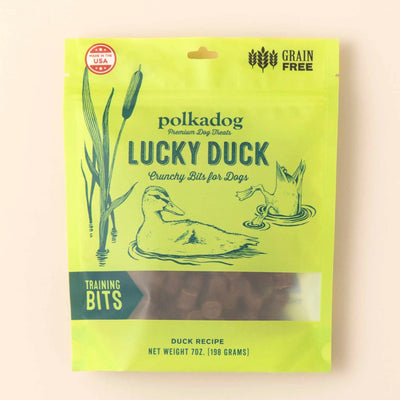 MADE IN THE
USA
GRAIN
FREE
polkadog
Premium Dog Treats
LUCKY DUCK
Crunchy Bits for Dogs
TRAINING
BITS
DUCK RECIPE
NET WEIGHT 7OZ. (198 GRAMS)